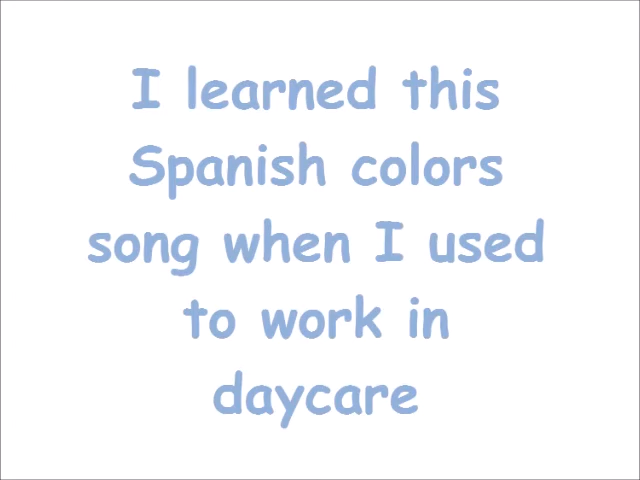 I learned this
Spanish colors
song when I used
to work in
daycare